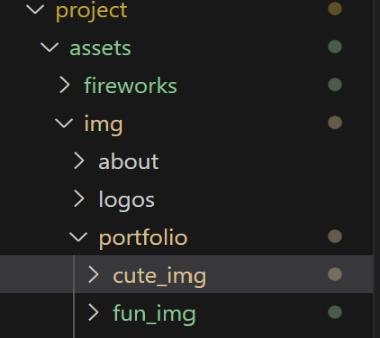 project
assets
fireworks
img
about
logos
portfolio
cute_img
fun_img